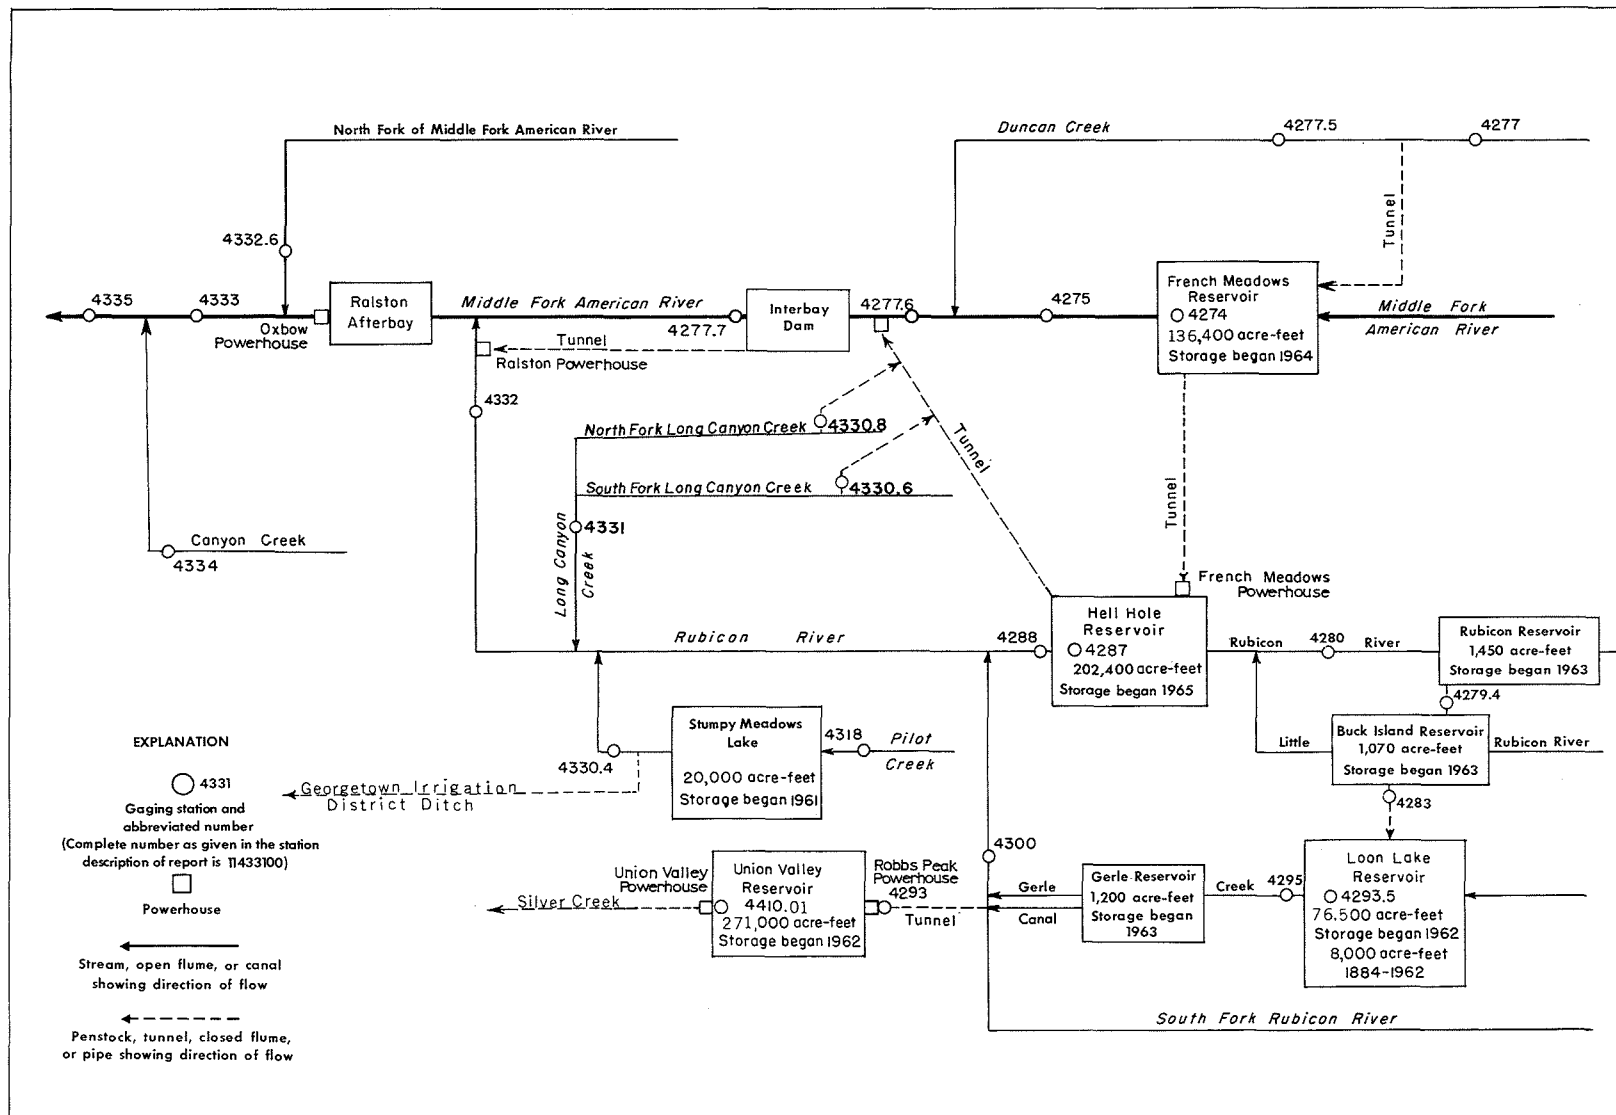 North Fork of Middle Fork American River
Duncan Creek
4277.5
4277
Tunnel
4332.6
4335
4333
Oxbow
Powerhouse
Ralston
Afterbay
Middle Fork American River
4277.7
Interbay
Dam
4277.6
4275
French Meadows
Reservoir
4274
136,400 acre-feet
Storage began 1964
Middle Fork
American River
Tunnel
Ralston Powerhouse
4332
North Fork Long Canyon Creek
4330.8
South Fork Long Canyon Creek
4330.6
Tunnel
Tunnel
4331
Long Canyon
Creek
Canyon Creek
4334
French Meadows
Powerhouse
Rubicon River
4288
Hell Hole
Reservoir
4287
202,400 acre-feet
Storage began 1965
Rubicon
4280
River
Rubicon Reservoir
1,450 acre-feet
Storage began 1963
4279.4
Stumpy Meadows
Lake
20,000 acre-feet
Storage began 1961
4318
Pilot
Creek
4330.4
Georgetown Irrigation
District Ditch
Little
Buck Island Reservoir
1,070 acre-feet
Storage began 1963
Rubicon River
4283
4300
Union Valley
Powerhouse
Silver Creek
Union Valley
Reservoir
4410.01
271,000 acre-feet
Storage began 1962
Robbs Peak
Powerhouse
4293
Tunnel
Gerle
Canal
Gerle Reservoir
1,200 acre-feet
Storage began
1963
Creek
4295
Loon Lake
Reservoir
4293.5
76,500 acre-feet
Storage began 1962
8,000 acre-feet
1884-1962
South Fork Rubicon River
EXPLANATION
4331
Gaging station and
abbreviated number
(Complete number as given in the station
description of report is 11433100)
Powerhouse
Stream, open flume, or canal
showing direction of flow
Penstock, tunnel, closed flume,
or pipe showing direction of flow